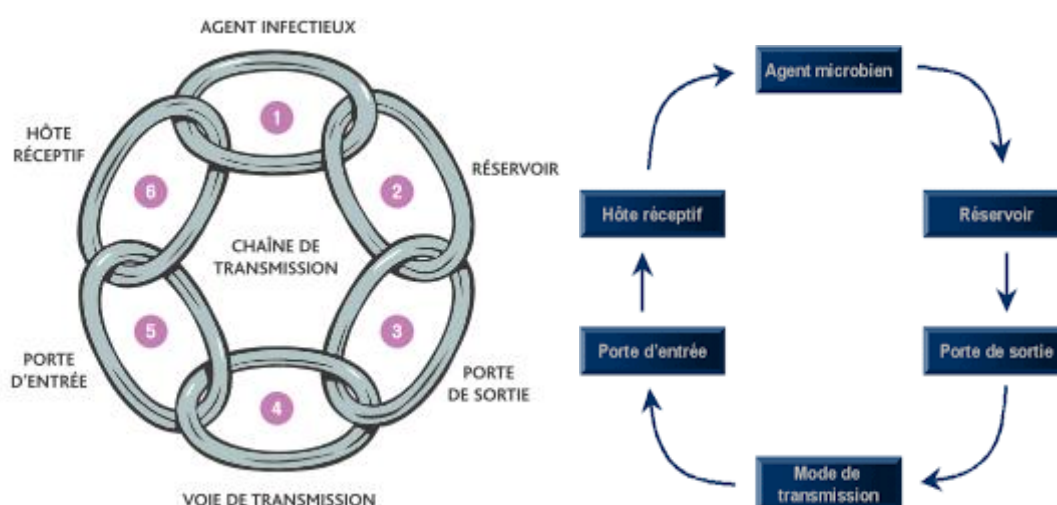 AGENT INFECTIEUX
1
HÔTE
RÉCEPTIF
6
2
RÉSERVOIR
CHAÎNE DE
TRANSMISSION
5
3
PORTE
D'ENTRÉE
4
PORTE
DE SORTIE
VOIE DE TRANSMISSION
Agent microbien
Hôte réceptif
Réservoir
Porte d'entrée
Porte de sortie
Mode de
transmission